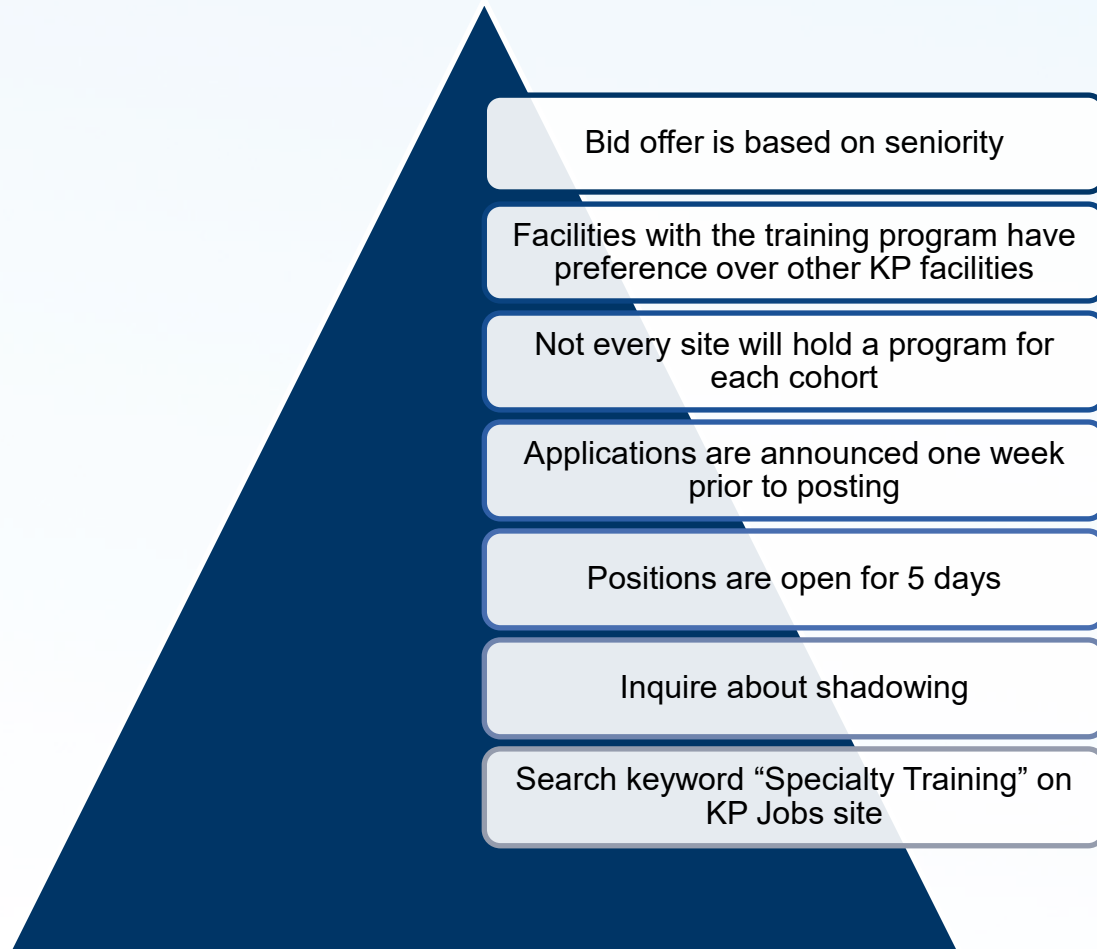 Bid offer is based on seniority
Facilities with the training program have
preference over other KP facilities
Not every site will hold a program for
each cohort
Applications are announced one week
prior to posting
Positions are open for 5 days
Inquire about shadowing
Search keyword “Specialty Training” on
KP Jobs site